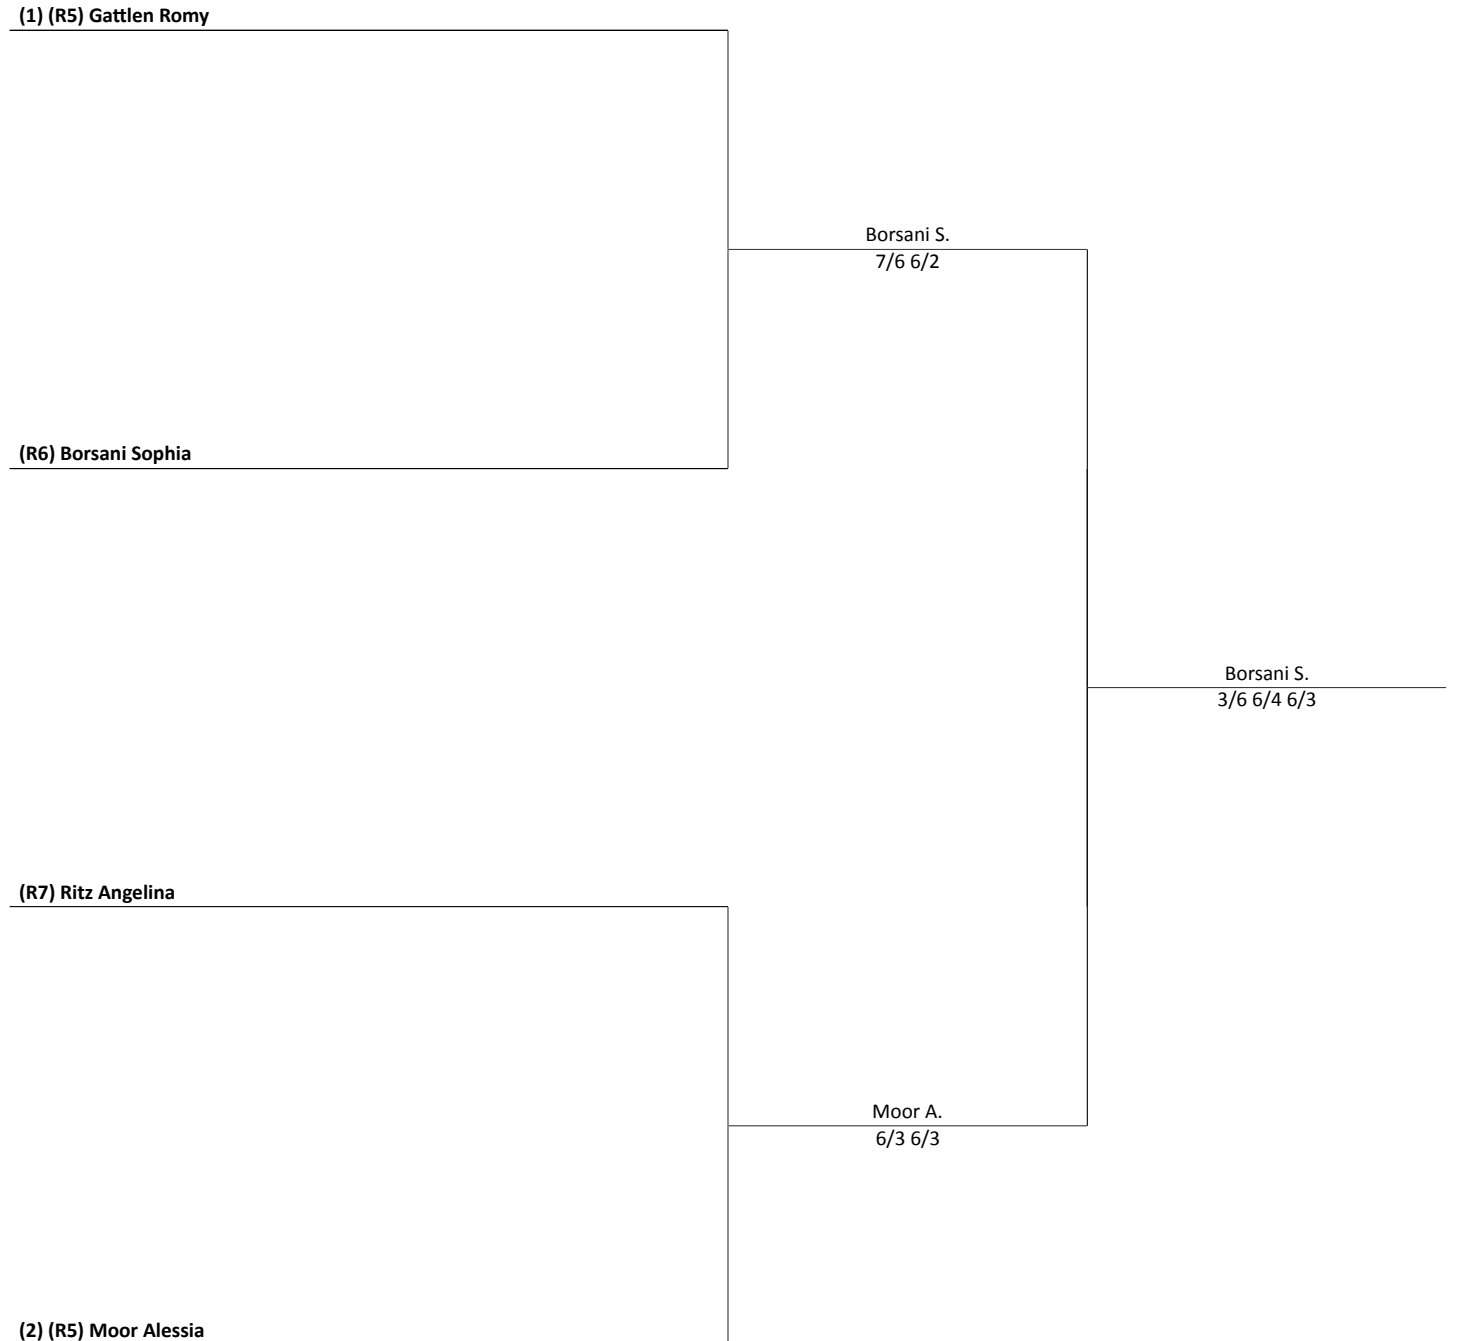 (1) (R5) Gattlen Romy
Borsani S.
7/6 6/2
(R6) Borsani Sophia
Borsani S.
3/6 6/4 6/3
(R7) Ritz Angelina
Moor A.
6/3 6/3
(2) (R5) Moor Alessia